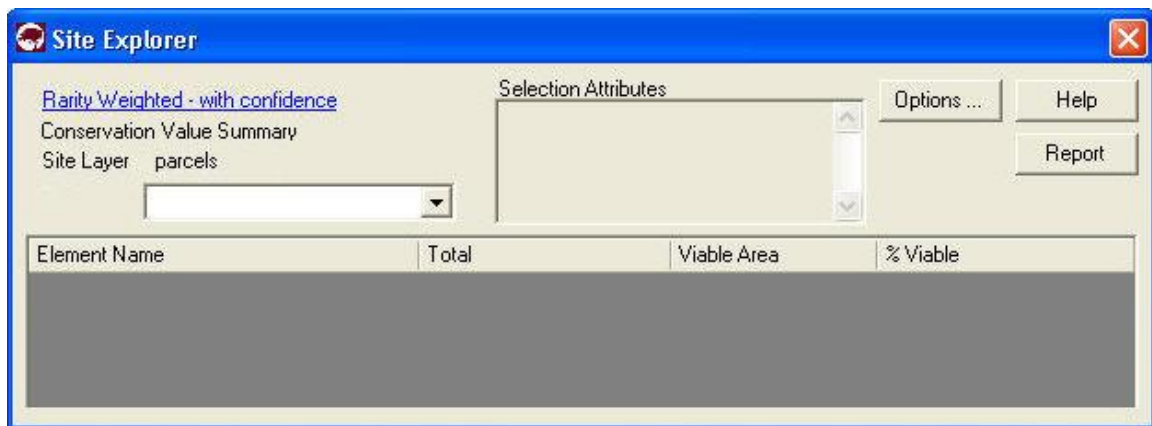 Site Explorer
Rarity Weighted - with confidence
Conservation Value Summary
Site Layer parcels
Selection Attributes
Options ...
Help
Report
Element Name Total Viable Area % Viable